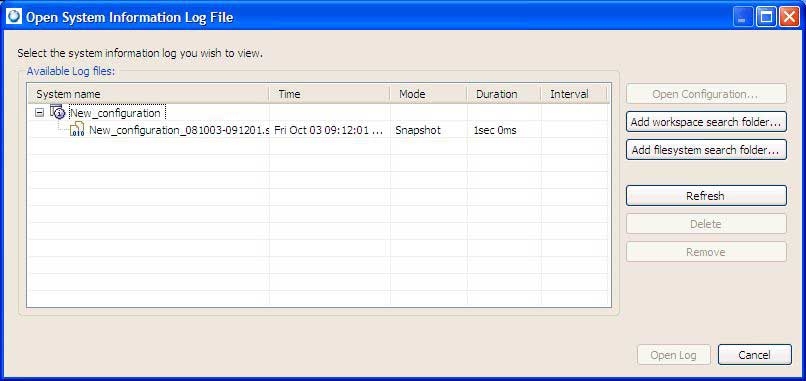 Open System Information Log File
Select the system information log you wish to view.
Available Log files:
System name Time Mode Duration Interval
New_configuration
New_configuration_081003-091201.s Fri Oct 03 09:12:01 ... Snapshot 1sec 0ms
Open Configuration...
Add workspace search folder...
Add filesystem search folder...
Refresh
Delete
Remove
Open Log Cancel